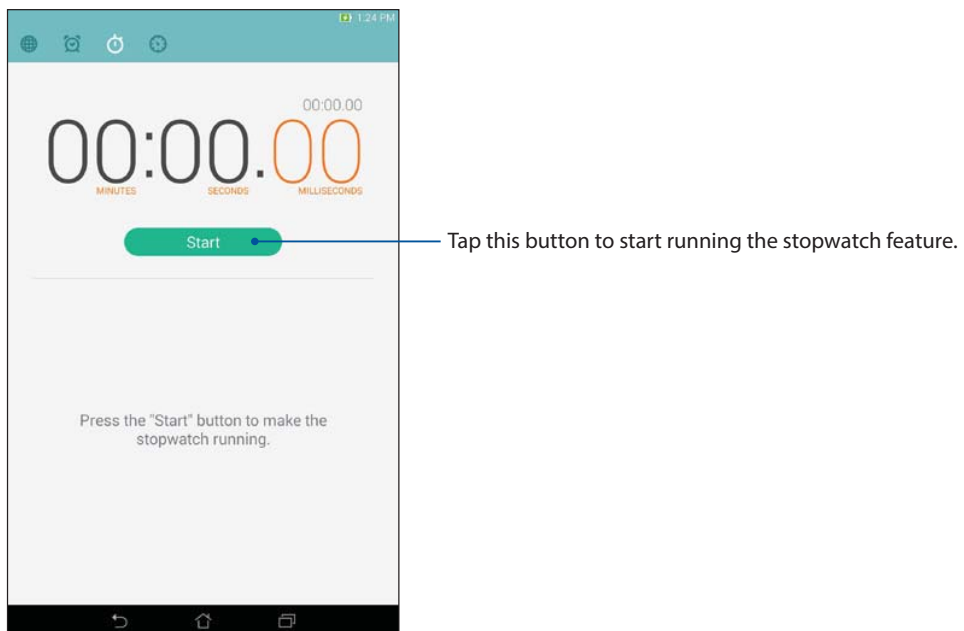 1:24 PM
00:00.00
00:00.00
MINUTES SECONDS MILLISECONDS
Start
Tap this button to start running the stopwatch feature.
Press the "Start" button to make the
stopwatch running.